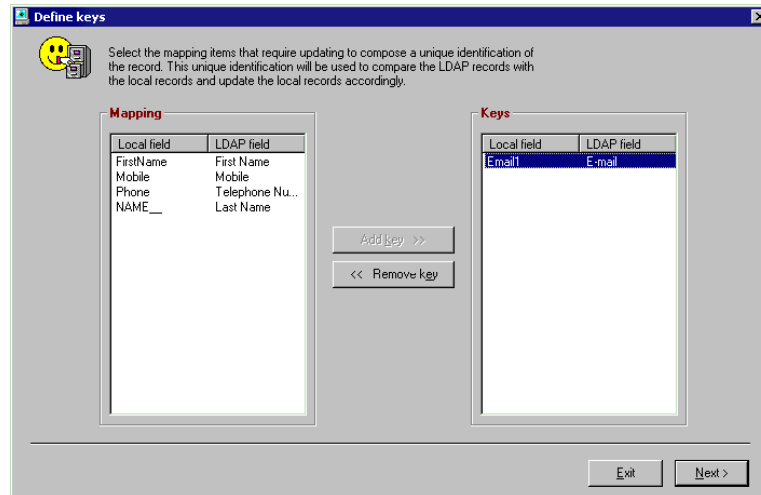 Define keys
Select the mapping items that require updating to compose a unique identification of
the record. This unique identification will be used to compare the LDAP records with
the local records and update the local records accordingly.
Mapping
Local field LDAP field
FirstName First Name
Mobile Mobile
Phone Telephone Nu...
NAME__ Last Name
Add key >>
<< Remove key
Keys
Local field LDAP field
Email1 E-mail
Exit Next >